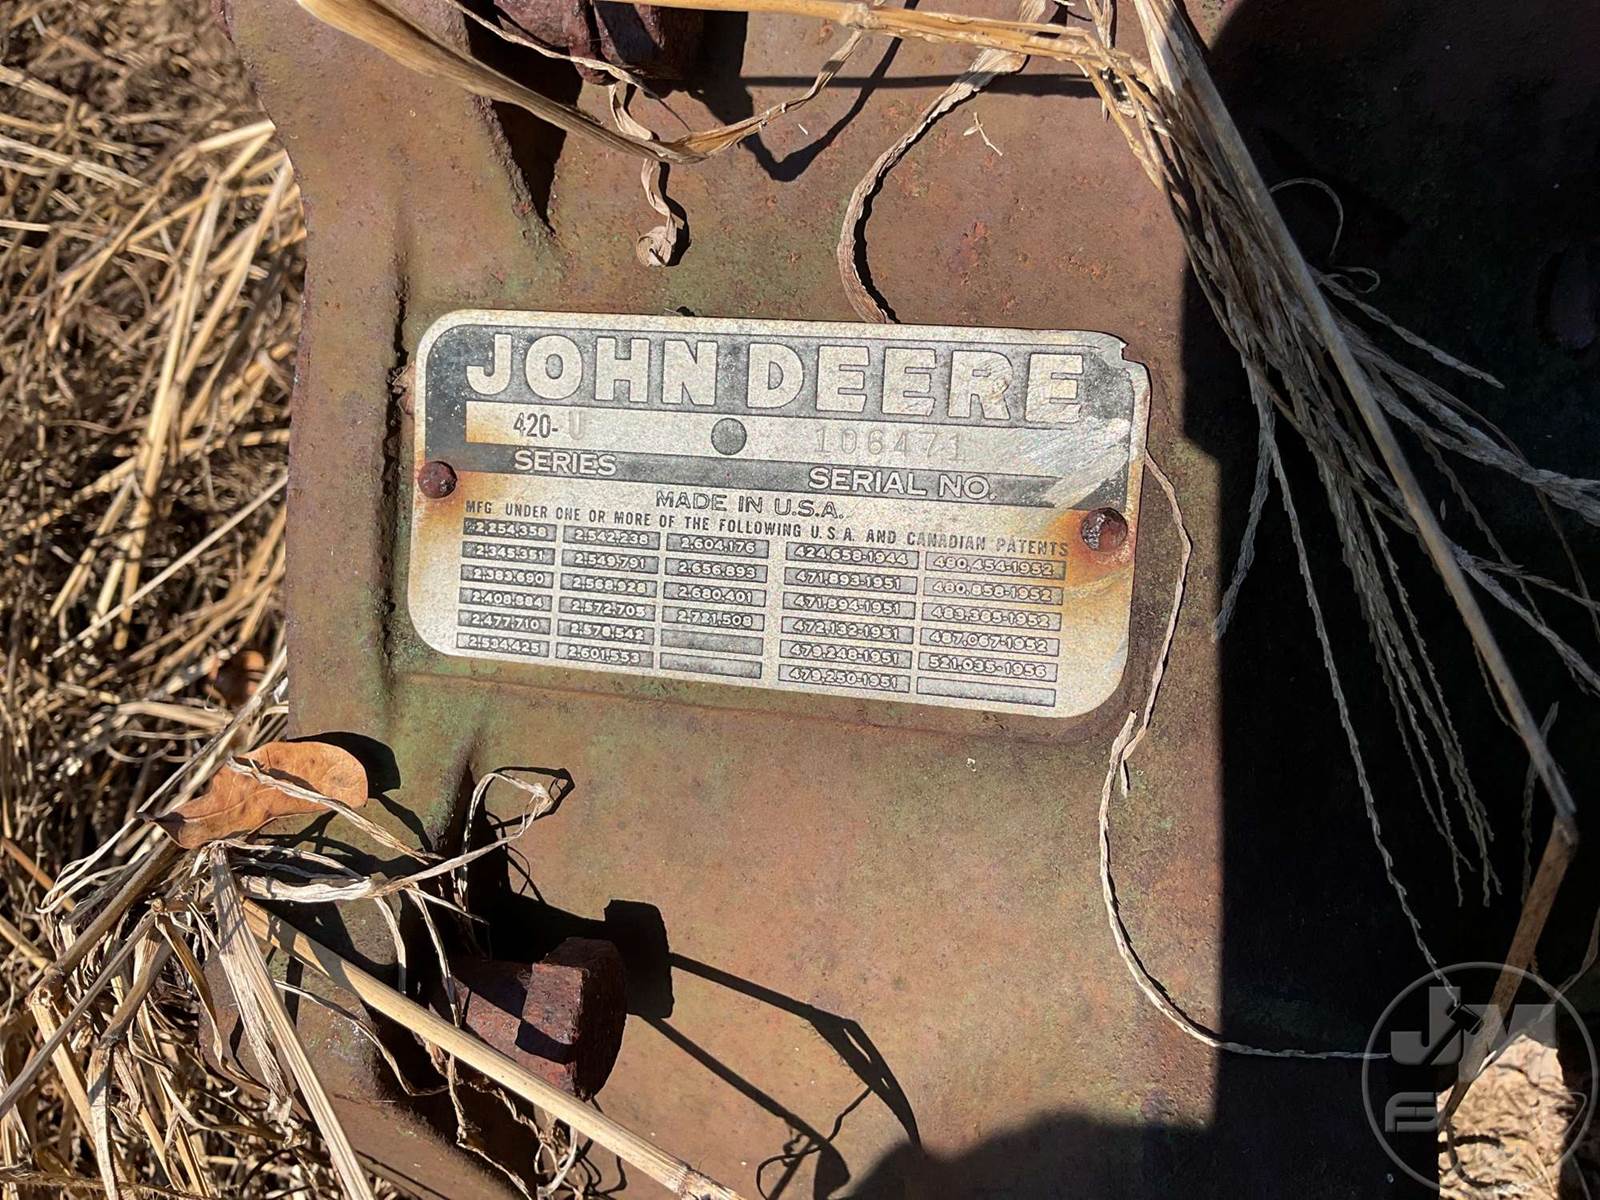 JOHN DEERE
420-U 106471
SERIES SERIAL NO.
MADE IN U.S.A.
MFG. UNDER ONE OR MORE OF THE FOLLOWING U.S.A. AND CANADIAN PATENTS
2,254,358 2,542,238 2,604,176 424,658-1944 480,454-1952
2,345,351 2,549,791 2,656,893 471,893-1951 480,858-1952
2,383,690 2,568,928 2,680,401 471,894-1951 483,385-1952
2,408,884 2,572,705 2,721,508 472,132-1951 487,067-1952
2,477,710 2,578,542 479,248-1951 521,035-1956
2,534,425 2,601,553 479,250-1951
JM